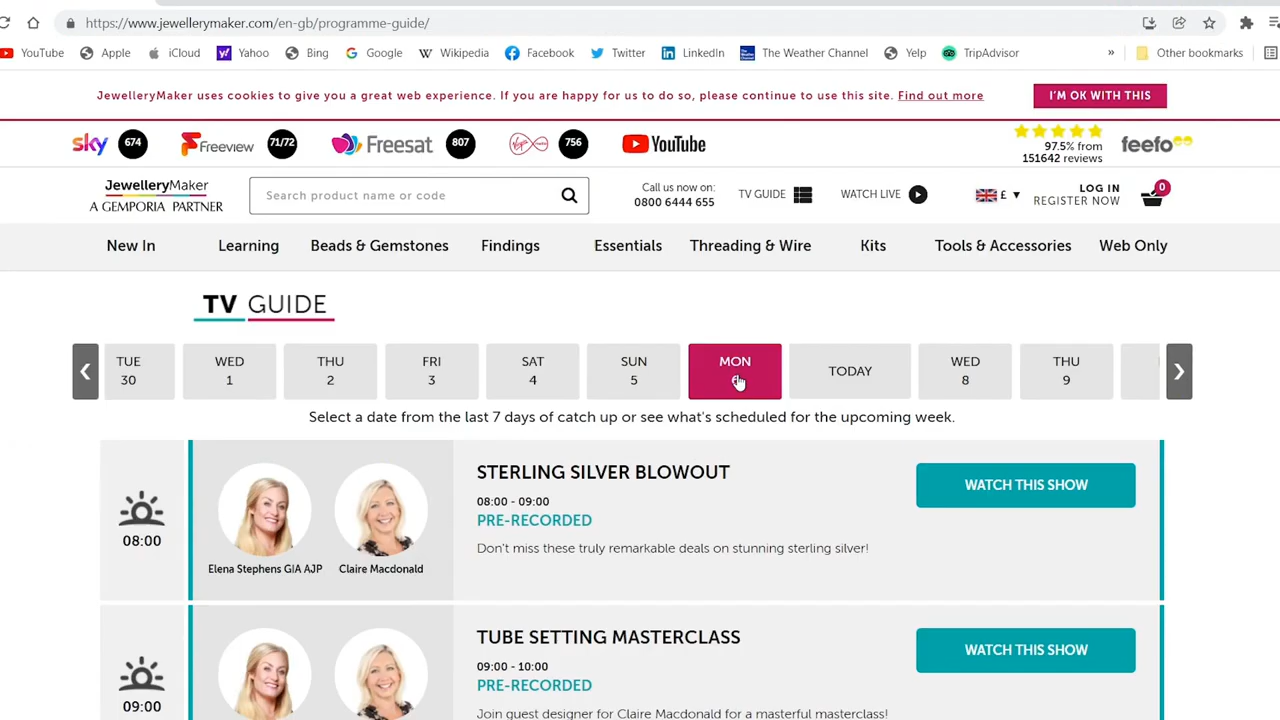 https://www.jewellerymaker.com/en-gb/programme-guide/
YouTube Apple iCloud Yahoo Bing Google Wikipedia Facebook Twitter LinkedIn The Weather Channel Yelp TripAdvisor » Other bookmarks
JewelleryMaker uses cookies to give you a great web experience. If you are happy for us to do so, please continue to use this site. Find out more I'M OK WITH THIS
sky 674 Freeview 71/72 Freesat 807 756 YouTube 97.5% from feefo
151642 reviews
JewelleryMaker
A GEMPORIA PARTNER
Search product name or code
Call us now on:
0800 6444 655
TV GUIDE
WATCH LIVE
£
LOG IN
REGISTER NOW
0
New In Learning Beads & Gemstones Findings Essentials Threading & Wire Kits Tools & Accessories Web Only
TV GUIDE
TUE WED THU FRI SAT SUN MON TODAY WED THU
30 1 2 3 4 5 8 9
Select a date from the last 7 days of catch up or see what's scheduled for the upcoming week.
08:00
Elena Stephens GIA AJP Claire Macdonald
STERLING SILVER BLOWOUT
08:00 - 09:00
PRE-RECORDED
Don't miss these truly remarkable deals on stunning sterling silver!
WATCH THIS SHOW
09:00
TUBE SETTING MASTERCLASS
09:00 - 10:00
PRE-RECORDED
Join guest designer for Claire Macdonald for a masterful masterclass!
WATCH THIS SHOW